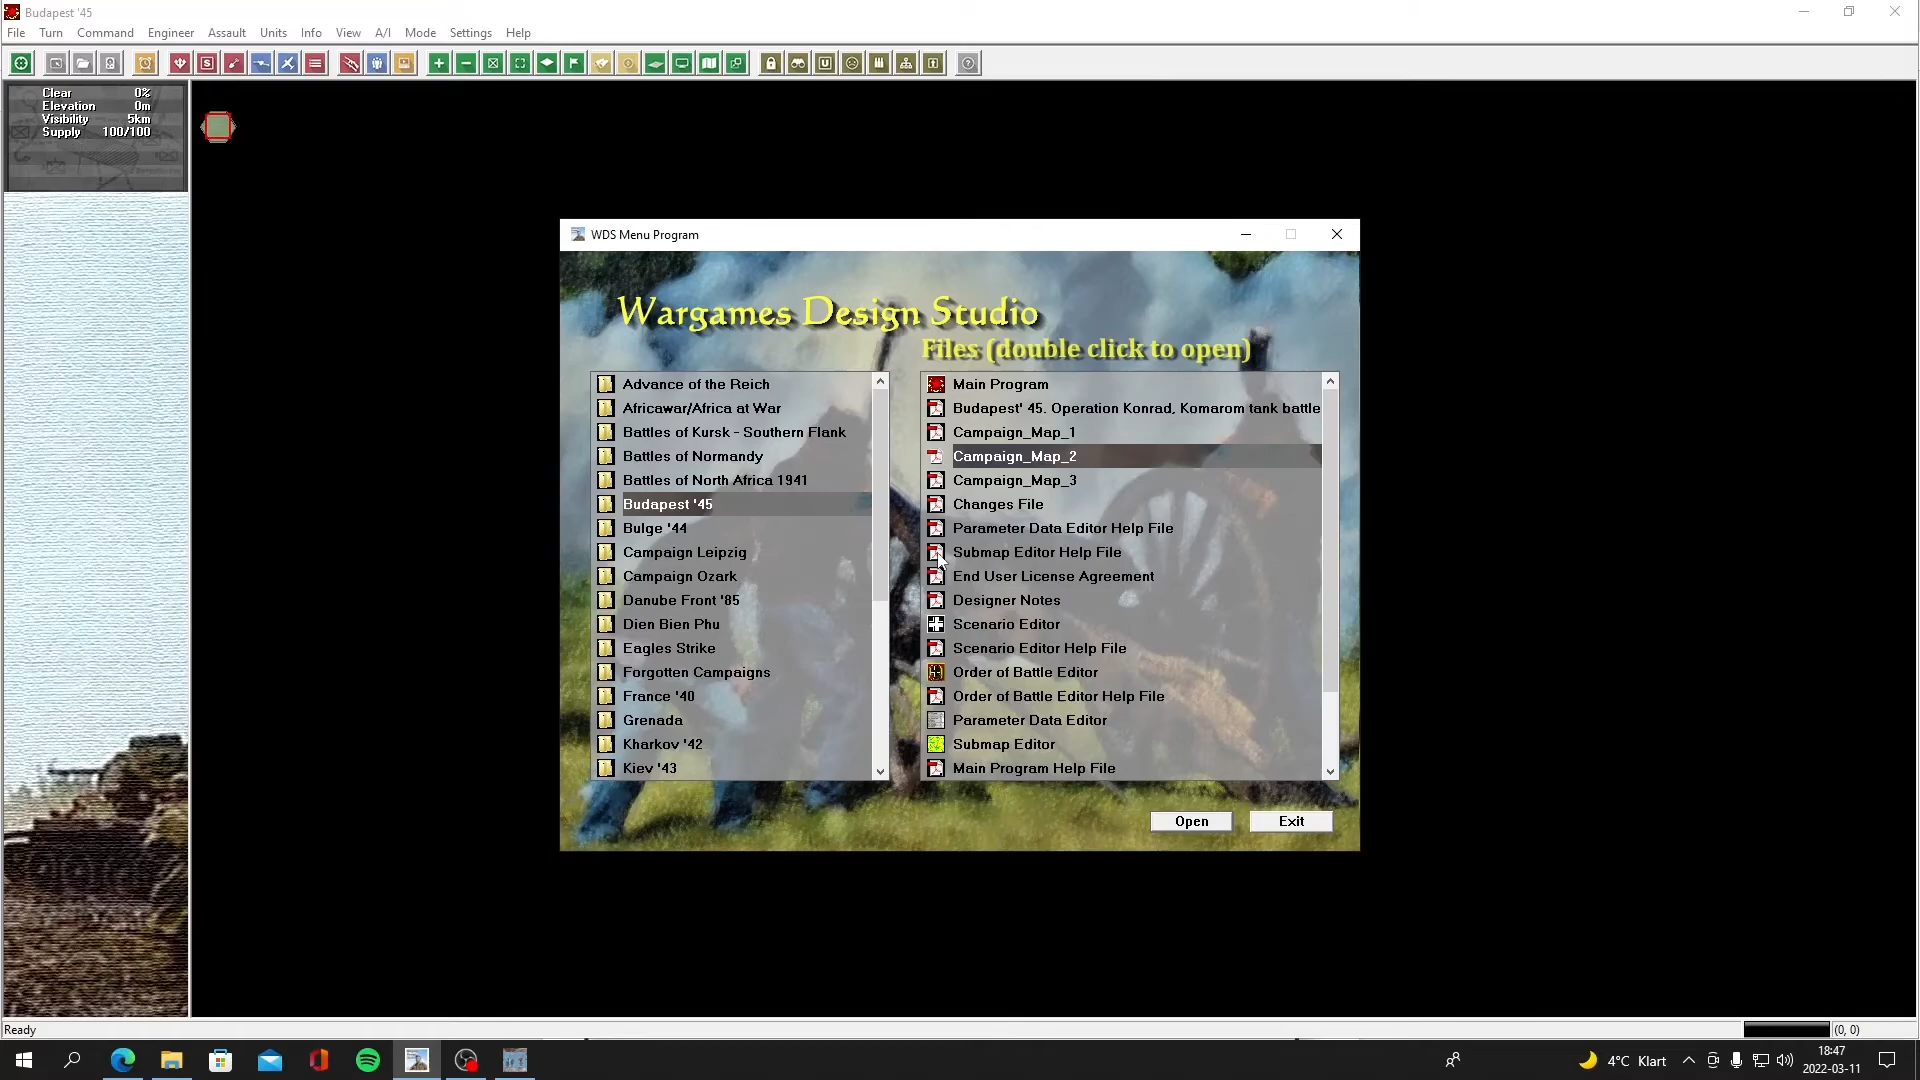 Budapest '45
File Turn Command Engineer Assault Units Info View A/I Mode Settings Help
Clear 0%
Elevation 0m
Visibility 5km
Supply 100/100
WDS Menu Program
Wargames Design Studio
Files (double click to open)
Advance of the Reich
Africawar/Africa at War
Battles of Kursk - Southern Flank
Battles of Normandy
Battles of North Africa 1941
Budapest '45
Bulge '44
Campaign Leipzig
Campaign Ozark
Danube Front '85
Dien Bien Phu
Eagles Strike
Forgotten Campaigns
France '40
Grenada
Kharkov '42
Kiev '43
Main Program
Budapest' 45. Operation Konrad, Komarom tank battle
Campaign_Map_1
Campaign_Map_2
Campaign_Map_3
Changes File
Parameter Data Editor Help File
Submap Editor Help File
End User License Agreement
Designer Notes
Scenario Editor
Scenario Editor Help File
Order of Battle Editor
Order of Battle Editor Help File
Parameter Data Editor
Submap Editor
Main Program Help File
Open Exit
Ready
(0, 0)
4°C Klart
18:47
2022-03-11